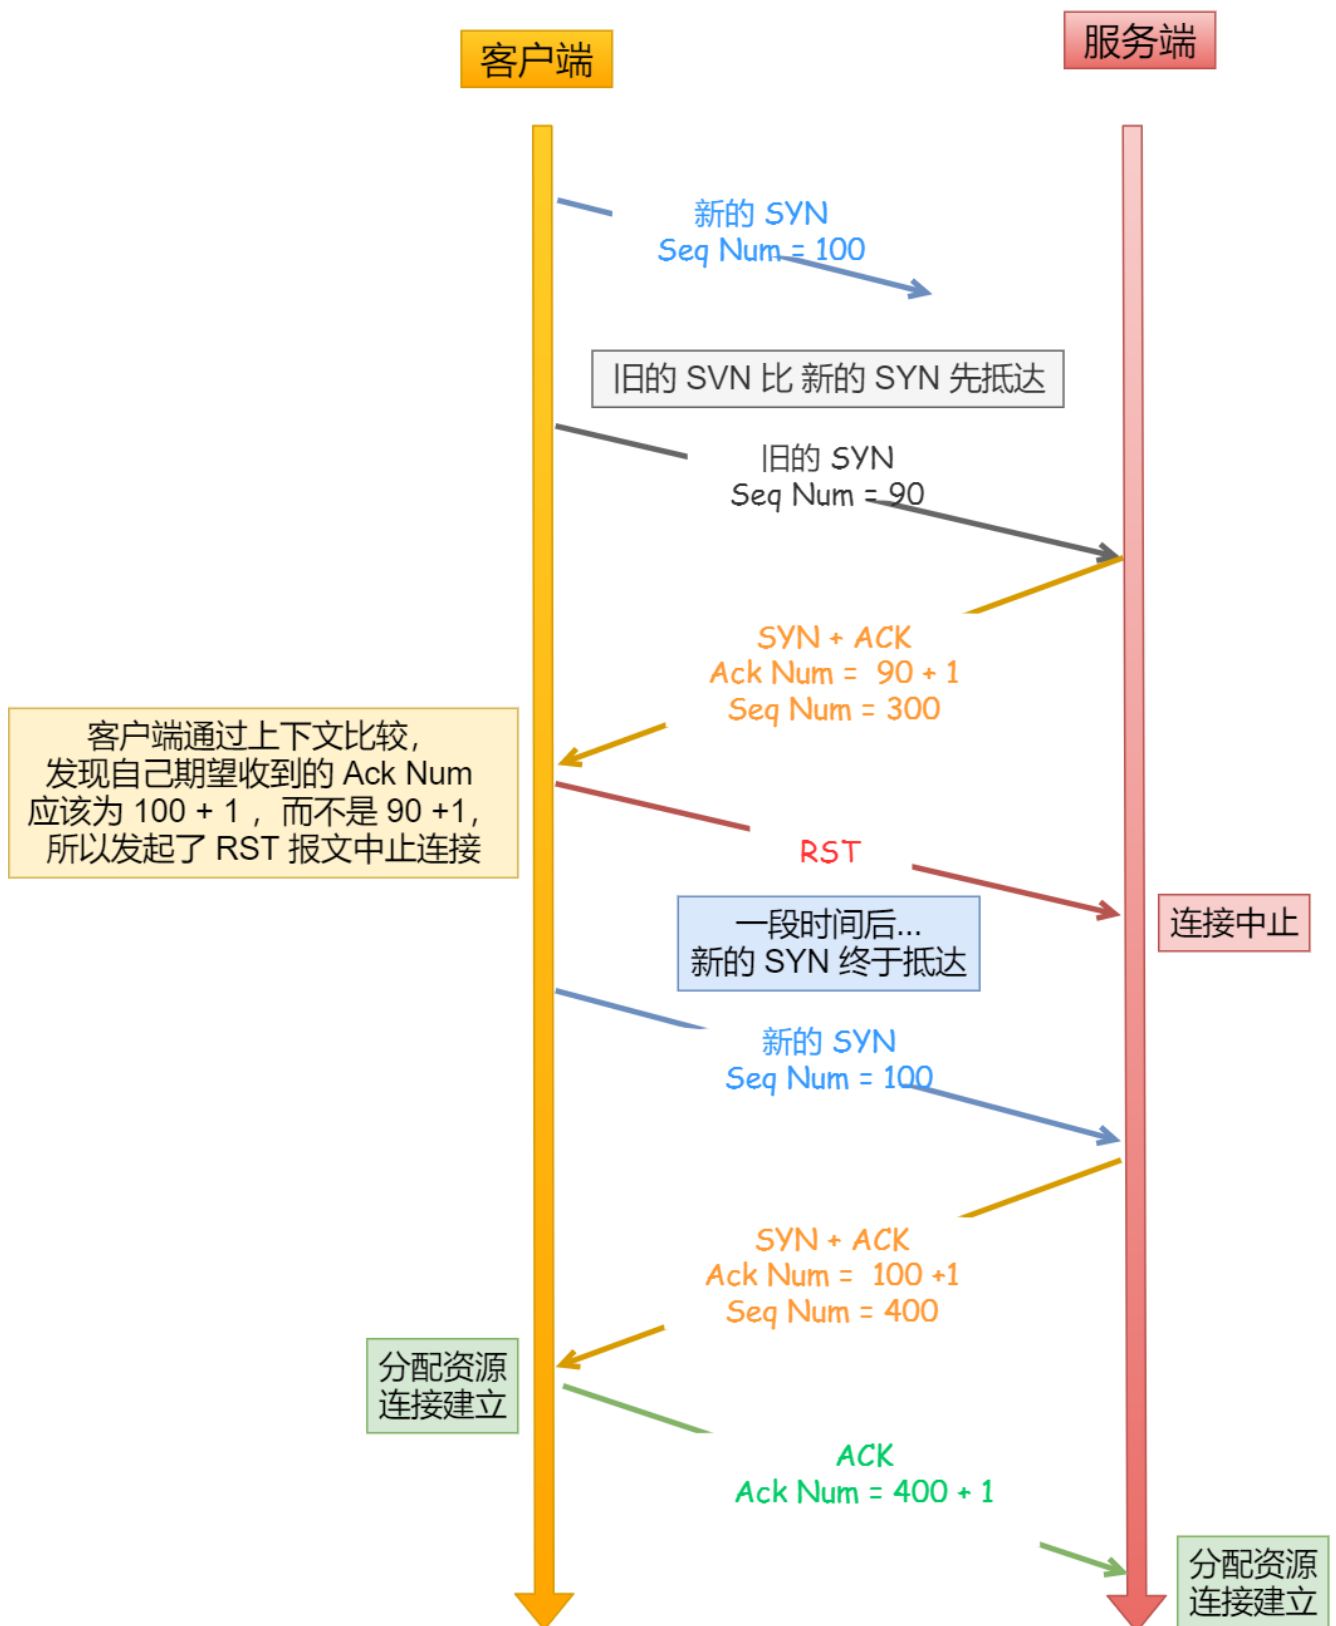 客户端
服务端
新的 SYN
Seq Num = 100
旧的 SVN 比 新的 SYN 先抵达
旧的 SYN
Seq Num = 90
SYN + ACK
Ack Num = 90 + 1
Seq Num = 300
客户端通过上下文比较，
发现自己期望收到的 Ack Num
应该为 100 + 1 ，而不是 90 +1，
所以发起了 RST 报文中止连接
RST
连接中止
一段时间后...
新的 SYN 终于抵达
新的 SYN
Seq Num = 100
SYN + ACK
Ack Num = 100 +1
Seq Num = 400
分配资源
连接建立
ACK
Ack Num = 400 + 1
分配资源
连接建立